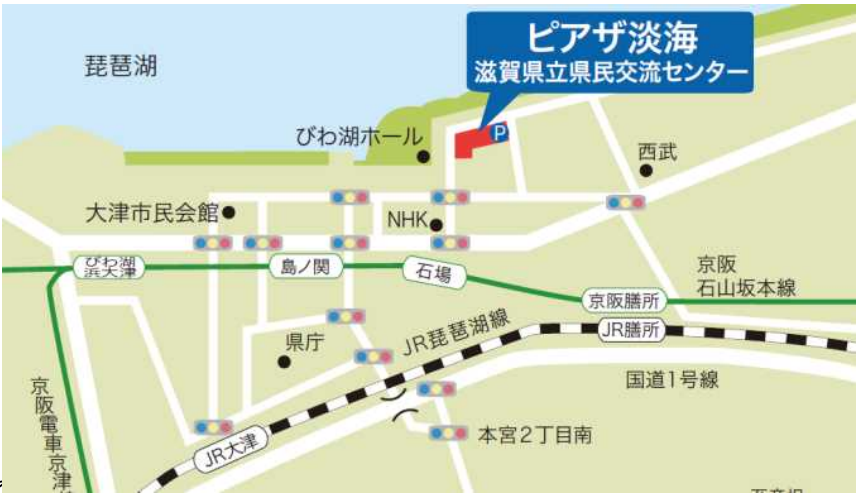 ピアザ淡海
滋賀県立県民交流センター
P
琵琶湖
びわ湖ホール
西武
大津市民会館
NHK
びわ湖
浜大津
島ノ関
石場
京阪
石山坂本線
京阪膳所
JR琵琶湖線
JR膳所
県庁
国道1号線
京阪電車京津
JR大津
本宮2丁目南